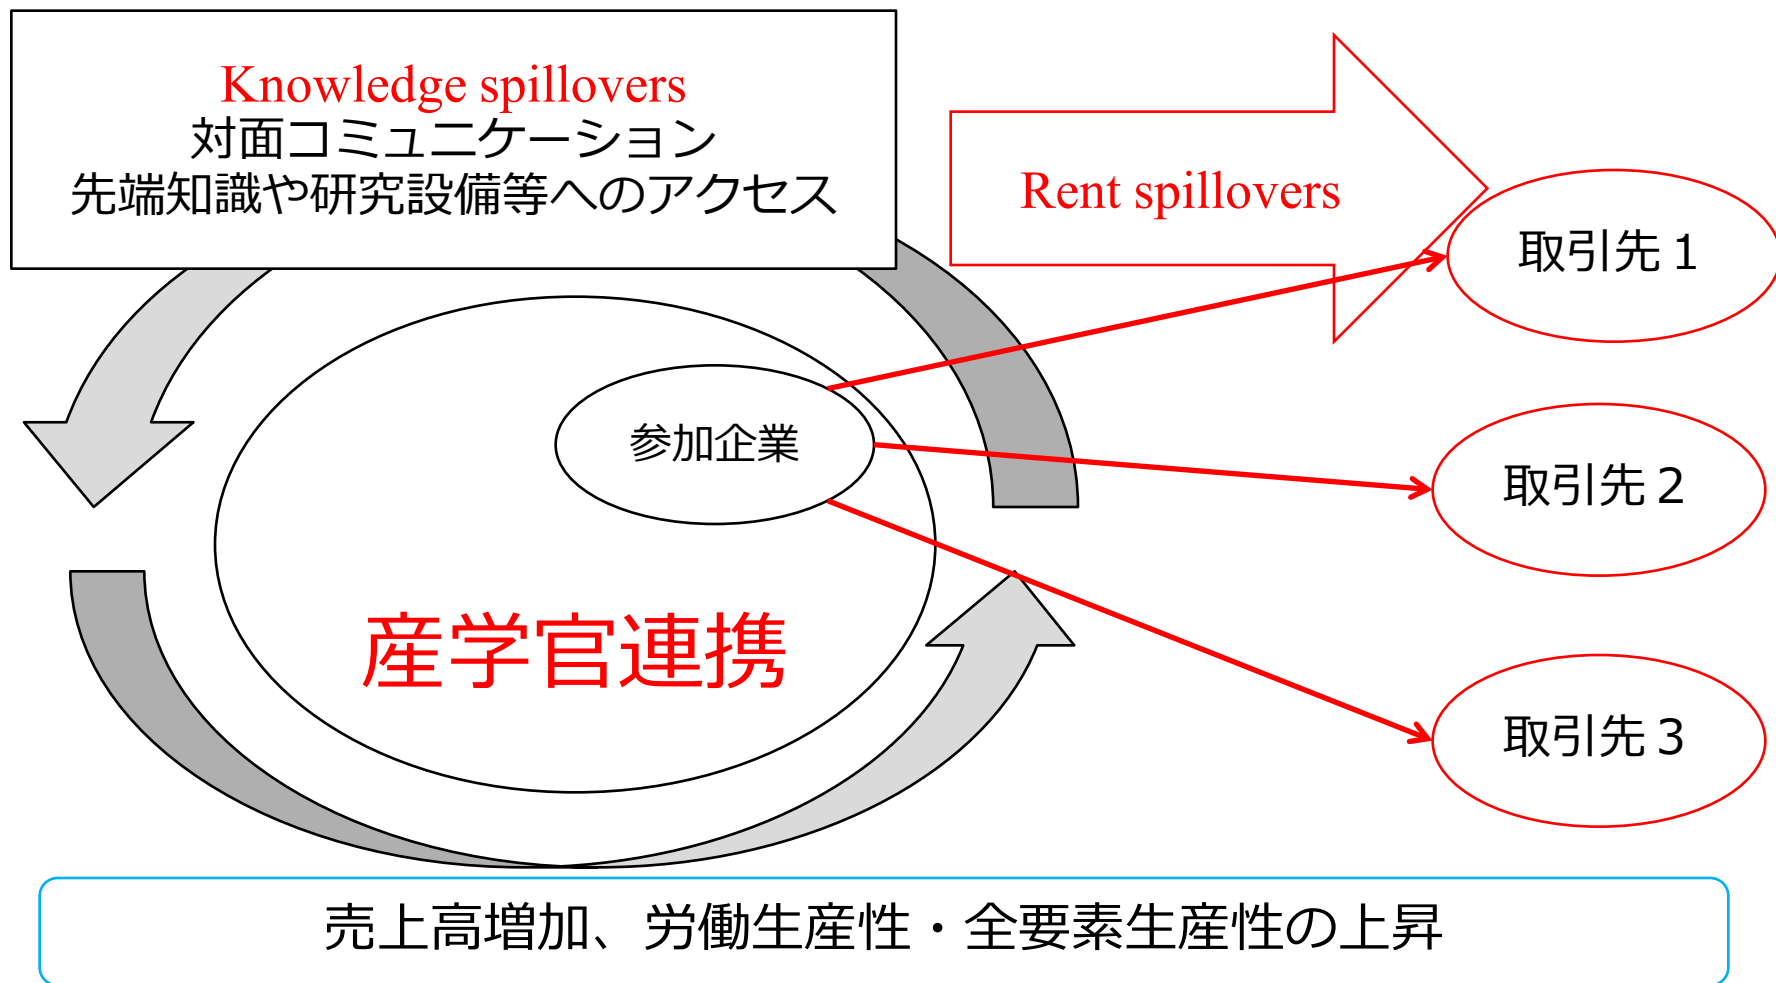 Knowledge spillovers
対面コミュニケーション
先端知識や研究設備等へのアクセス
Rent spillovers
取引先1
参加企業
取引先2
産学官連携
取引先3
売上高増加、労働生産性・全要素生産性の上昇